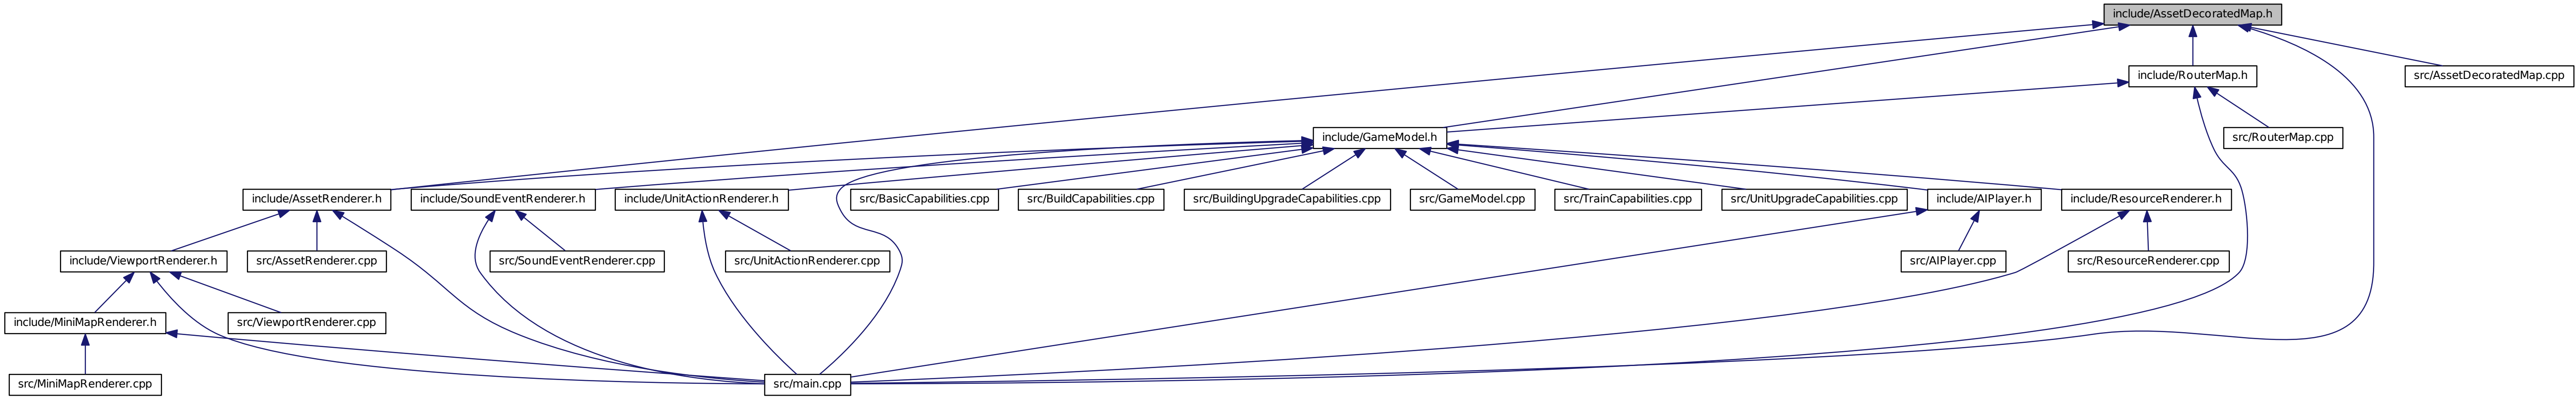 include/AssetDecoratedMap.h
include/RouterMap.h
src/AssetDecoratedMap.cpp
include/GameModel.h
src/RouterMap.cpp
include/AssetRenderer.h
include/SoundEventRenderer.h
include/UnitActionRenderer.h
src/BasicCapabilities.cpp
src/BuildCapabilities.cpp
src/BuildingUpgradeCapabilities.cpp
src/GameModel.cpp
src/TrainCapabilities.cpp
src/UnitUpgradeCapabilities.cpp
include/AIPlayer.h
include/ResourceRenderer.h
include/ViewportRenderer.h
src/AssetRenderer.cpp
src/SoundEventRenderer.cpp
src/UnitActionRenderer.cpp
src/AIPlayer.cpp
src/ResourceRenderer.cpp
include/MiniMapRenderer.h
src/ViewportRenderer.cpp
src/MiniMapRenderer.cpp
src/main.cpp